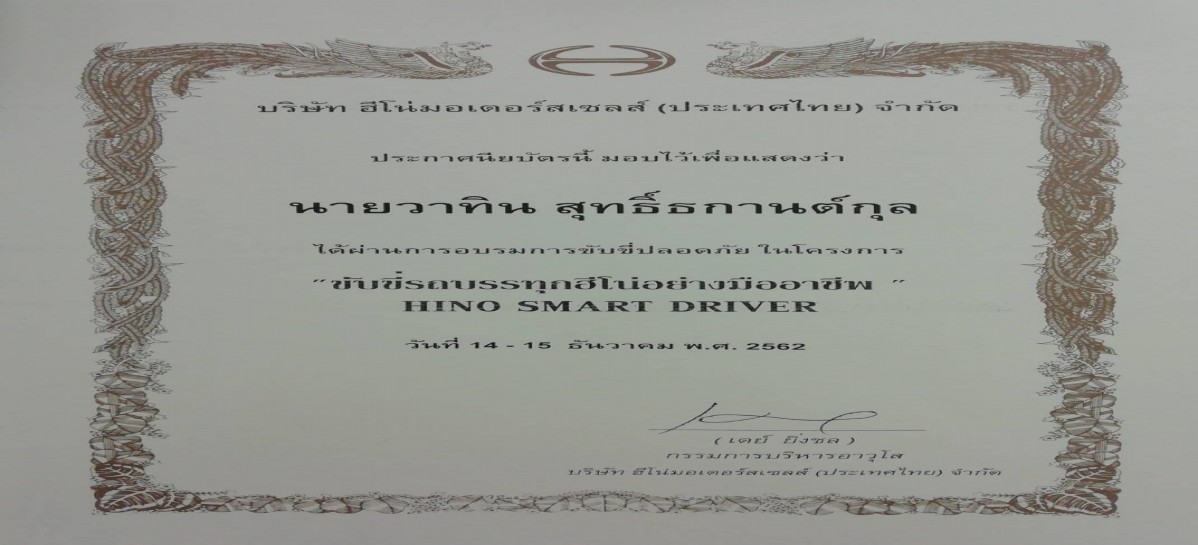 บริษัท ฮีโน่มอเตอร์สเซลส์ (ประเทศไทย) จำกัด
ประกาศนียบัตรนี้ มอบไว้เพื่อแสดงว่า
นายวาทิน สุทธิ์ธกานต์กุล
ได้ผ่านการอบรมการขับขี่ปลอดภัย ในโครงการ
"ขับขี่รถบรรทุกฮีโน่อย่างมืออาชีพ "
HINO SMART DRIVER
วันที่ 14 - 15 ธันวาคม พ.ศ. 2562
( เดย์ ยิ่งชล )
กรรมการบริหารอาวุโส
บริษัท ฮีโน่มอเตอร์สเซลส์ (ประเทศไทย) จำกัด